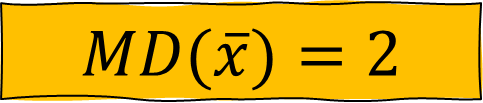 𝑀𝐷(𝑥̅) = 2